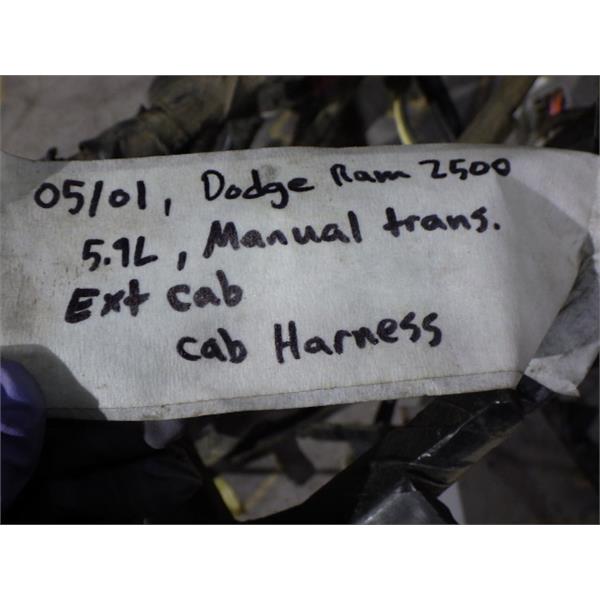 05/01, Dodge Ram 2500
5.9L, Manual trans.
Ext cab
cab Harness